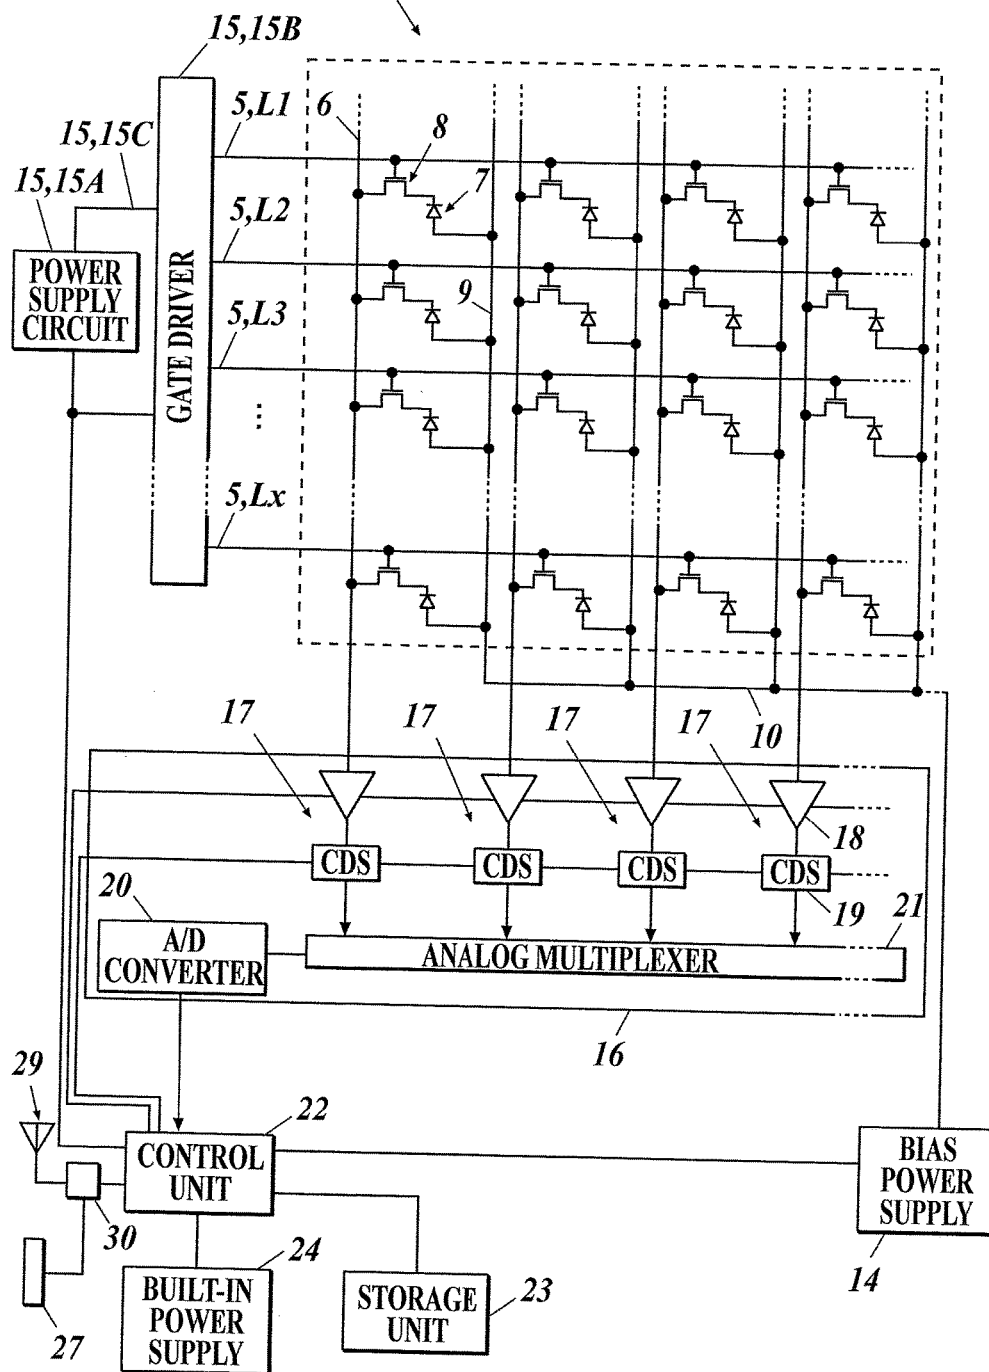 15,15B
5,L1
6
8
15,15C
7
15,15A
5,L2
POWER
SUPPLY
CIRCUIT
GATE DRIVER
9
5,L3
5,Lx
17
17
17
17
10
18
CDS
CDS
CDS
CDS
20
19
21
A/D
CONVERTER
ANALOG MULTIPLEXER
16
29
22
CONTROL
UNIT
BIAS
POWER
SUPPLY
30
24
14
27
BUILT-IN
POWER
SUPPLY
STORAGE
UNIT
23